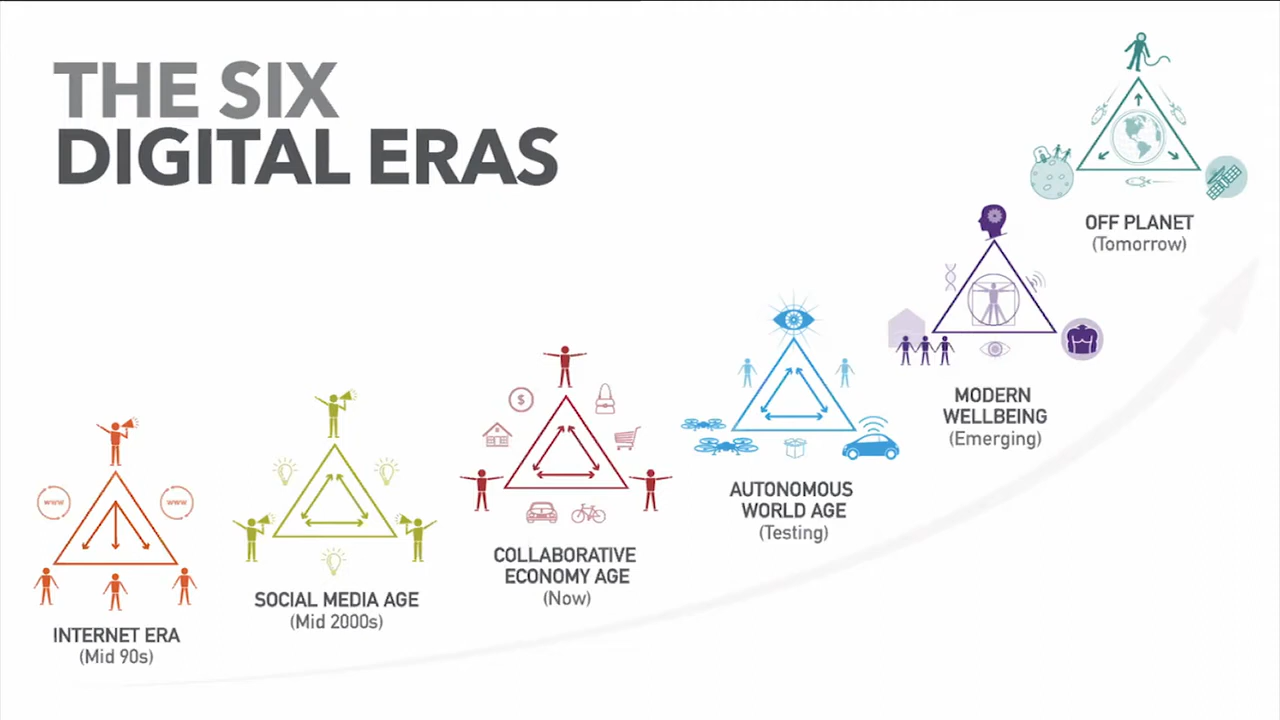 THE SIX
DIGITAL ERAS
www
www
INTERNET ERA
(Mid 90s)
SOCIAL MEDIA AGE
(Mid 2000s)
$
COLLABORATIVE
ECONOMY AGE
(Now)
AUTONOMOUS
WORLD AGE
(Testing)
MODERN
WELLBEING
(Emerging)
OFF PLANET
(Tomorrow)